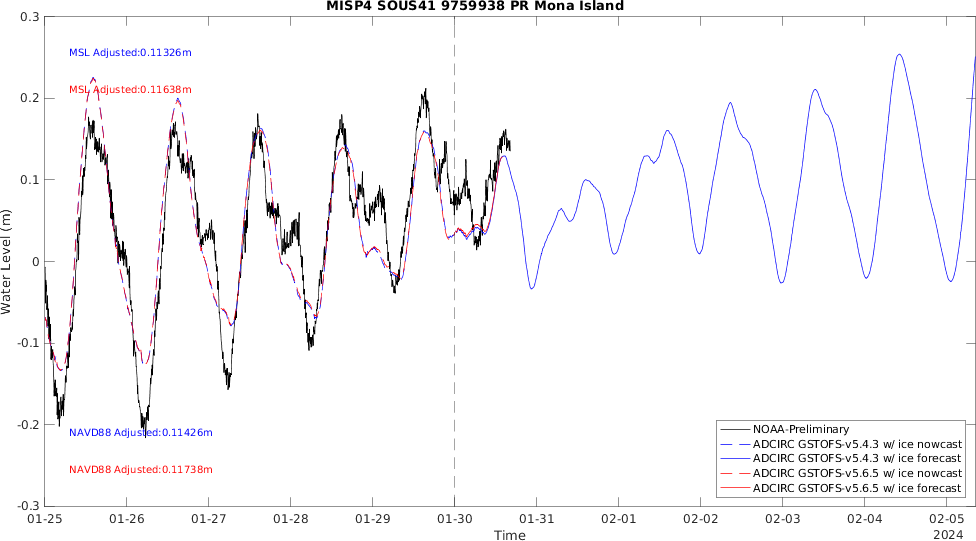 MISP4 SOUS41 9759938 PR Mona Island
0.3
0.2
0.1
0
-0.1
-0.2
-0.3
Water Level (m)
MSL Adjusted:0.11326m
MSL Adjusted:0.11638m
NAVD88 Adjusted:0.11426m
NAVD88 Adjusted:0.11738m
NOAA-Preliminary
ADCIRC GSTOFS-v5.4.3 w/ ice nowcast
ADCIRC GSTOFS-v5.4.3 w/ ice forecast
ADCIRC GSTOFS-v5.6.5 w/ ice nowcast
ADCIRC GSTOFS-v5.6.5 w/ ice forecast
01-25 01-26 01-27 01-28 01-29 01-30 01-31 02-01 02-02 02-03 02-04 02-05
Time
2024